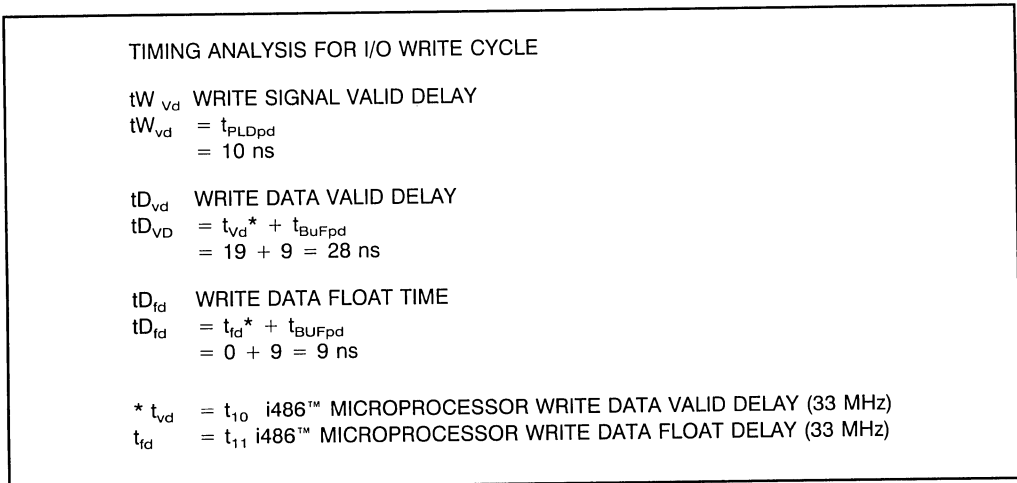 TIMING ANALYSIS FOR I/O WRITE CYCLE
tW Vd WRITE SIGNAL VALID DELAY
tWvd = tPLDpd
= 10 ns
tDvd WRITE DATA VALID DELAY
tDVD = tVd* + tBuFpd
= 19 + 9 = 28 ns
tDfd WRITE DATA FLOAT TIME
tDfd = tfd* + tBUFpd
= 0 + 9 = 9 ns
* tvd = t10 i486™ MICROPROCESSOR WRITE DATA VALID DELAY (33 MHz)
tfd = t11 i486™ MICROPROCESSOR WRITE DATA FLOAT DELAY (33 MHz)